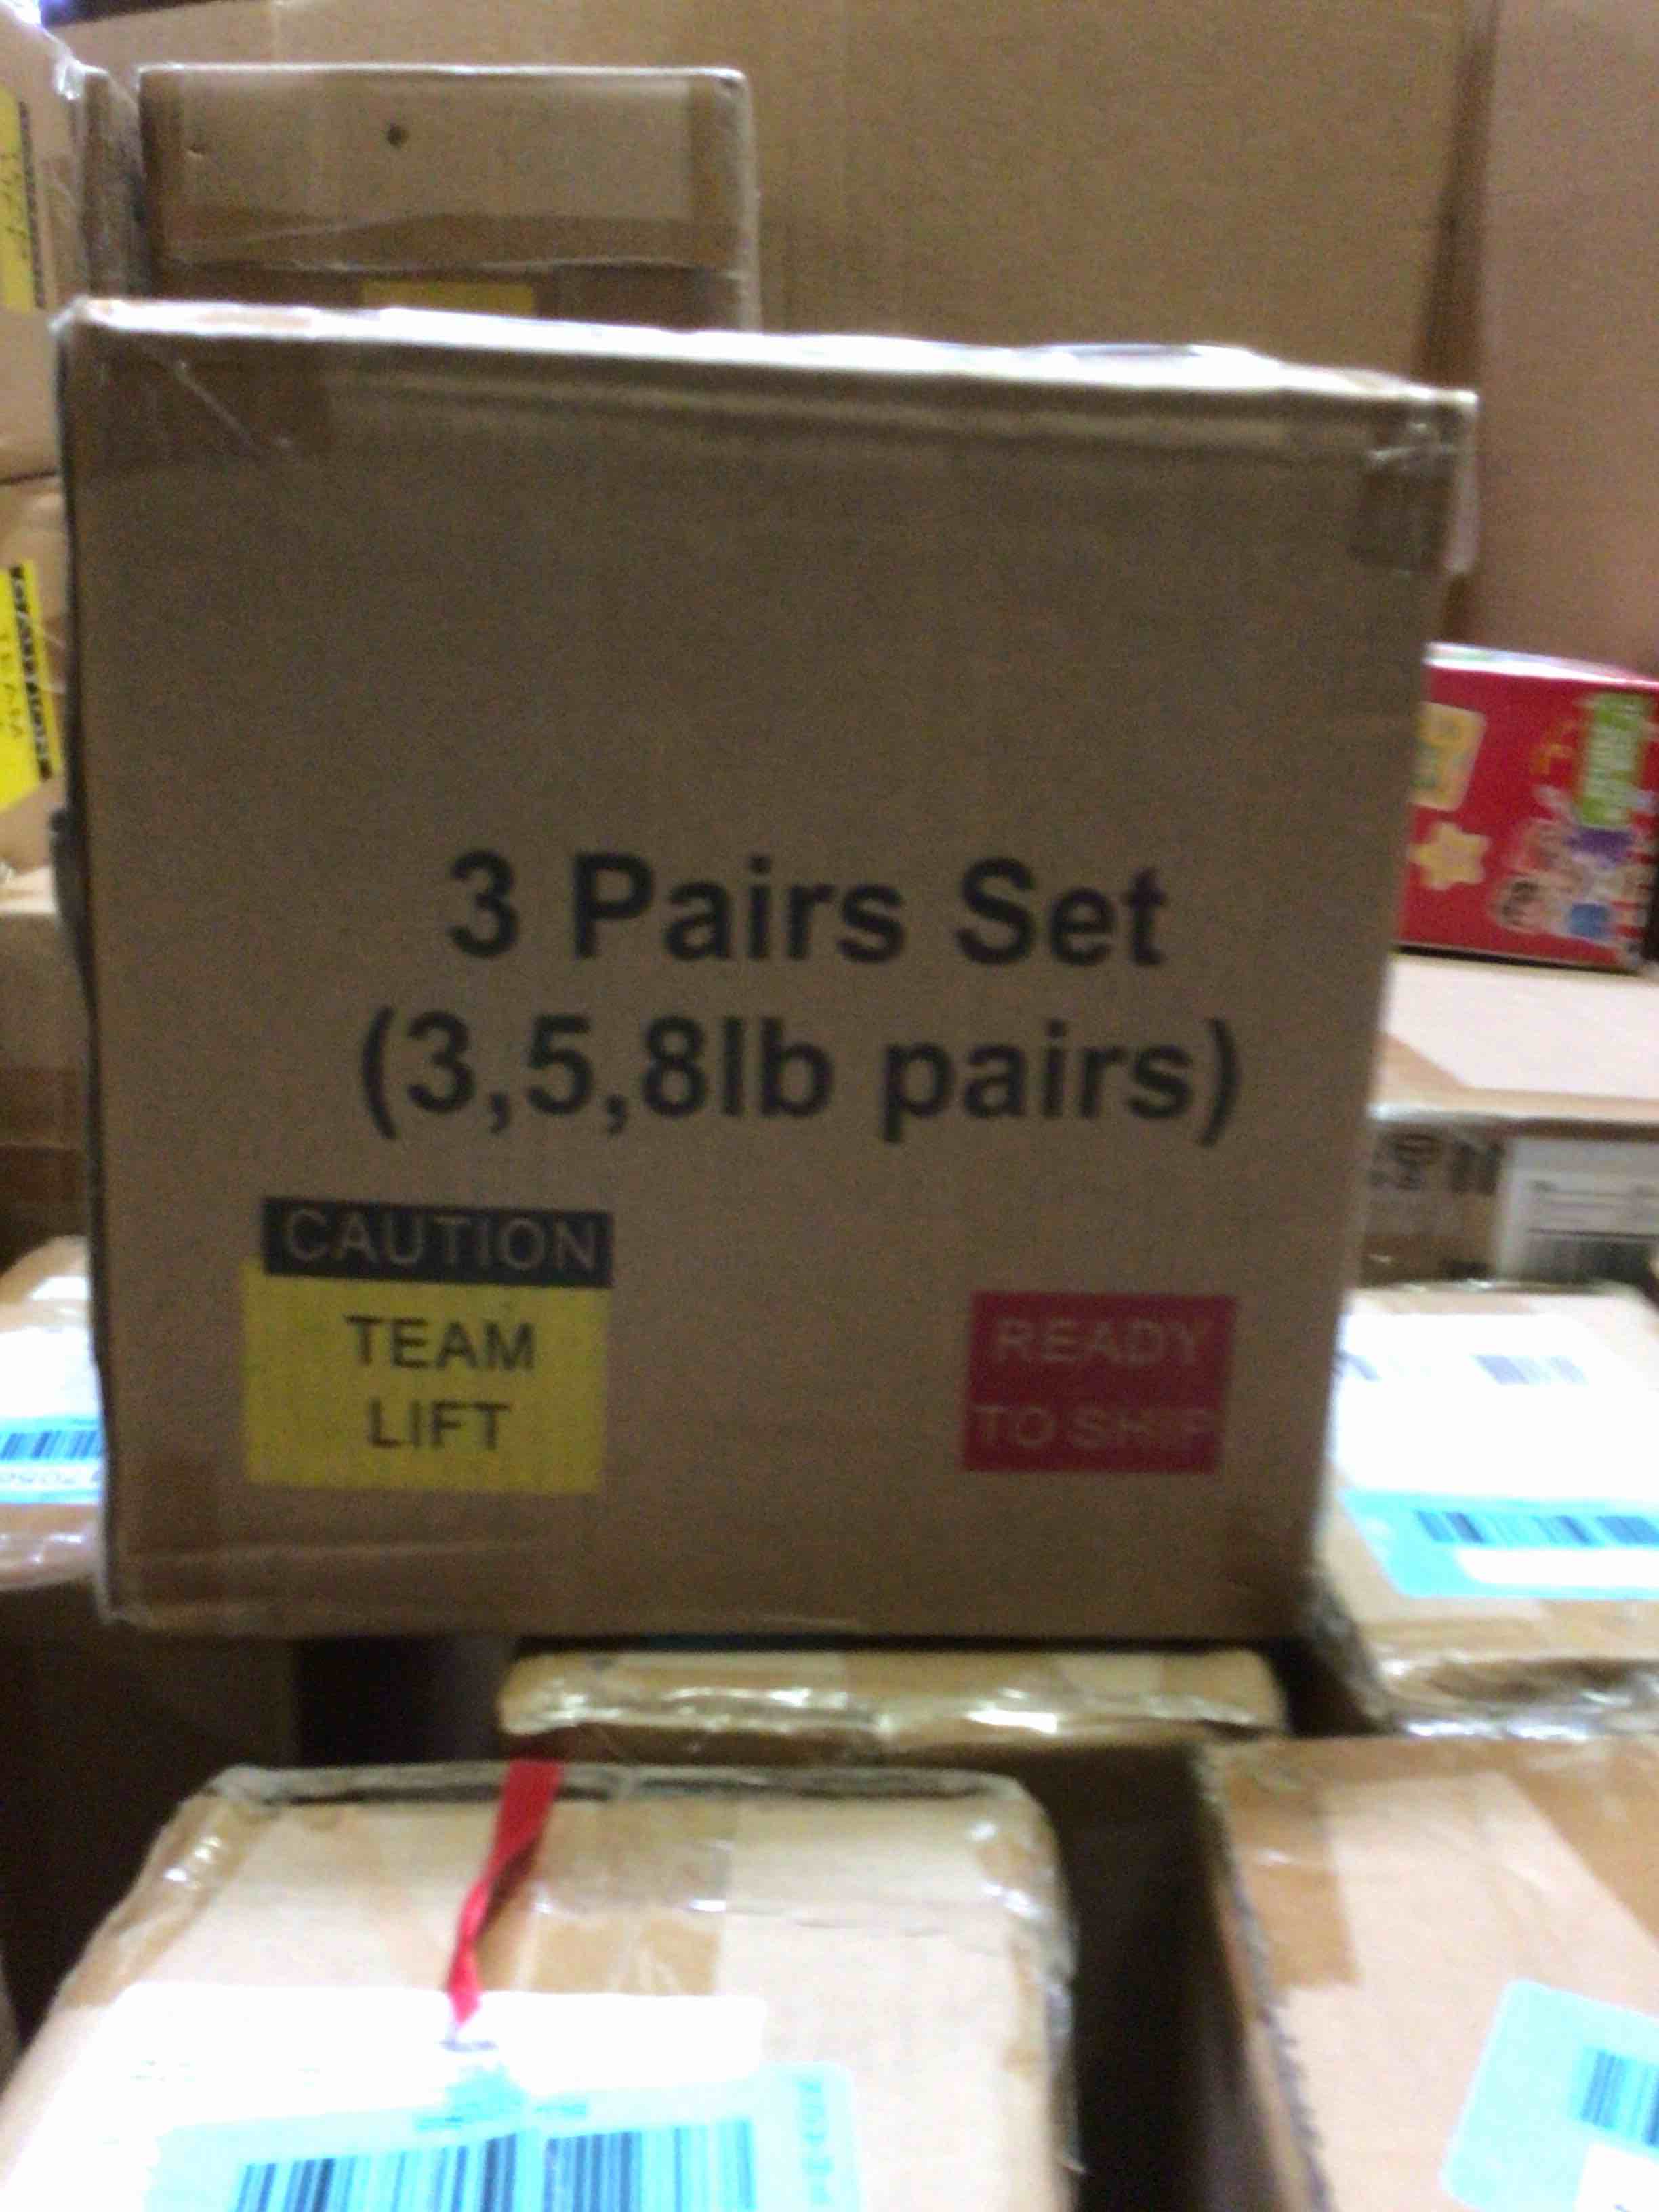 3 Pairs Set
(3,5,8lb pairs)
CAUTION
TEAM
LIFT
READY
TO SHIP